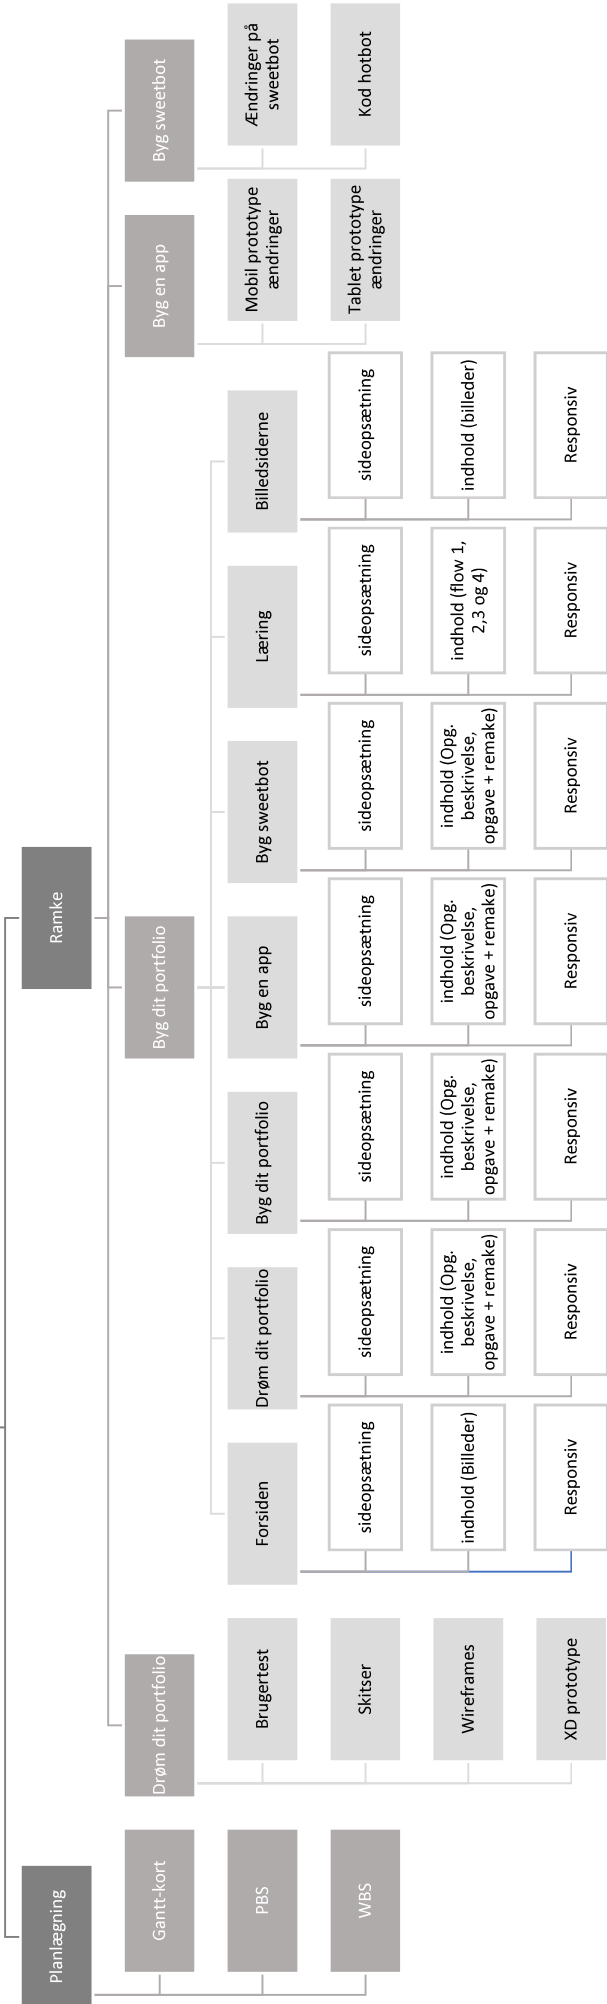 Planlægning
Gantt-kort
PBS
WBS
Ramke
Drøm dit portfolio
Brugertest
Skitser
Wireframes
XD prototype
Byg dit portfolio
Forsiden
sideopsætning
indhold (Billeder)
Responsiv
Drøm dit portfolio
sideopsætning
indhold (Opg.
beskrivelse,
opgave + remake)
Responsiv
Byg dit portfolio
sideopsætning
indhold (Opg.
beskrivelse,
opgave + remake)
Responsiv
Byg en app
sideopsætning
indhold (Opg.
beskrivelse,
opgave + remake)
Responsiv
Byg sweetbot
sideopsætning
indhold (Opg.
beskrivelse,
opgave + remake)
Responsiv
Læring
sideopsætning
indhold (flow 1,
2,3 og 4)
Responsiv
Billedsiderne
sideopsætning
indhold (billeder)
Responsiv
Byg en app
Mobil prototype
ændringer
Tablet prototype
ændringer
Byg sweetbot
Ændringer på
sweetbot
Kod hotbot